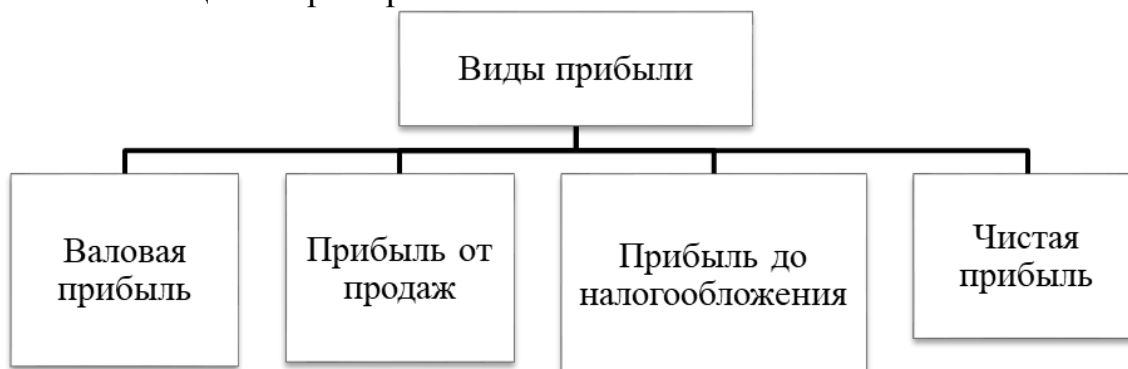 Виды прибыли
Валовая
прибыль
Прибыль от
продаж
Прибыль до
налогообложения
Чистая
прибыль